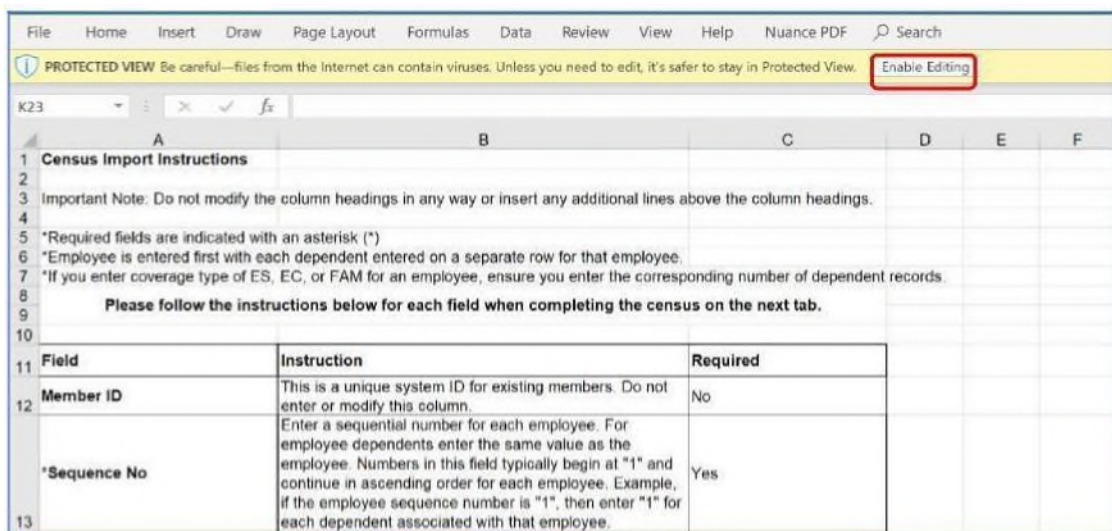 File Home Insert Draw Page Layout Formulas Data Review View Help Nuance PDF Search
PROTECTED VIEW Be careful—files from the Internet can contain viruses. Unless you need to edit, it's safer to stay in Protected View. Enable Editing
K23 fx
A B C D E F
1 Census Import Instructions
2
3 Important Note: Do not modify the column headings in any way or insert any additional lines above the column headings.
4
5 *Required fields are indicated with an asterisk (*)
6 *Employee is entered first with each dependent entered on a separate row for that employee.
7 *If you enter coverage type of ES, EC, or FAM for an employee, ensure you enter the corresponding number of dependent records.
8
Please follow the instructions below for each field when completing the census on the next tab.
9
10
11 Field Instruction Required
This is a unique system ID for existing members. Do not
12 Member ID enter or modify this column. No
Enter a sequential number for each employee. For
employee dependents enter the same value as the
employee. Numbers in this field typically begin at "1" and
*Sequence No continue in ascending order for each employee. Example, Yes
if the employee sequence number is "1", then enter "1" for
13 each dependent associated with that employee.